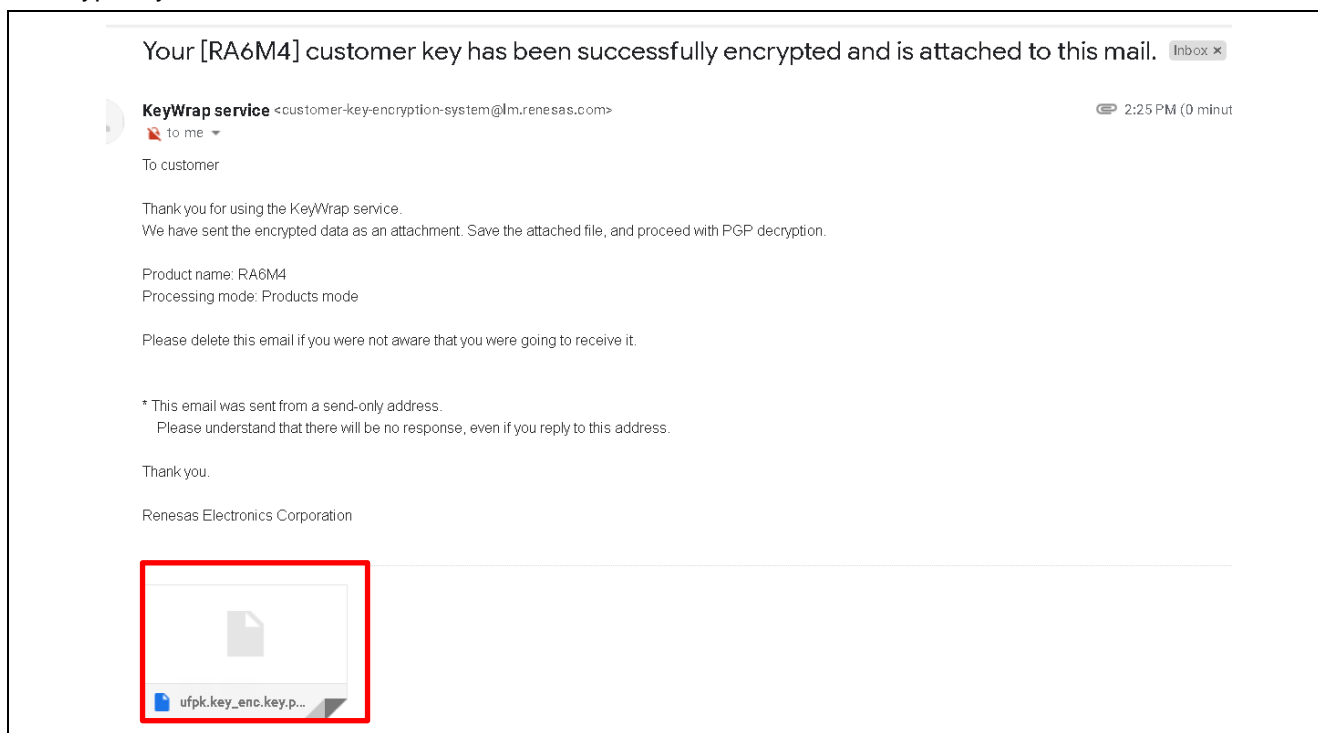 Your [RA6M4] customer key has been successfully encrypted and is attached to this mail. Inbox ×
KeyWrap service <customer-key-encryption-system@lm.renesas.com> 2:25 PM (0 minut
to me
To customer
Thank you for using the KeyWrap service.
We have sent the encrypted data as an attachment. Save the attached file, and proceed with PGP decryption.
Product name: RA6M4
Processing mode: Products mode
Please delete this email if you were not aware that you were going to receive it.
* This email was sent from a send-only address.
Please understand that there will be no response, even if you reply to this address.
Thank you.
Renesas Electronics Corporation
ufpk.key_enc.key.p...